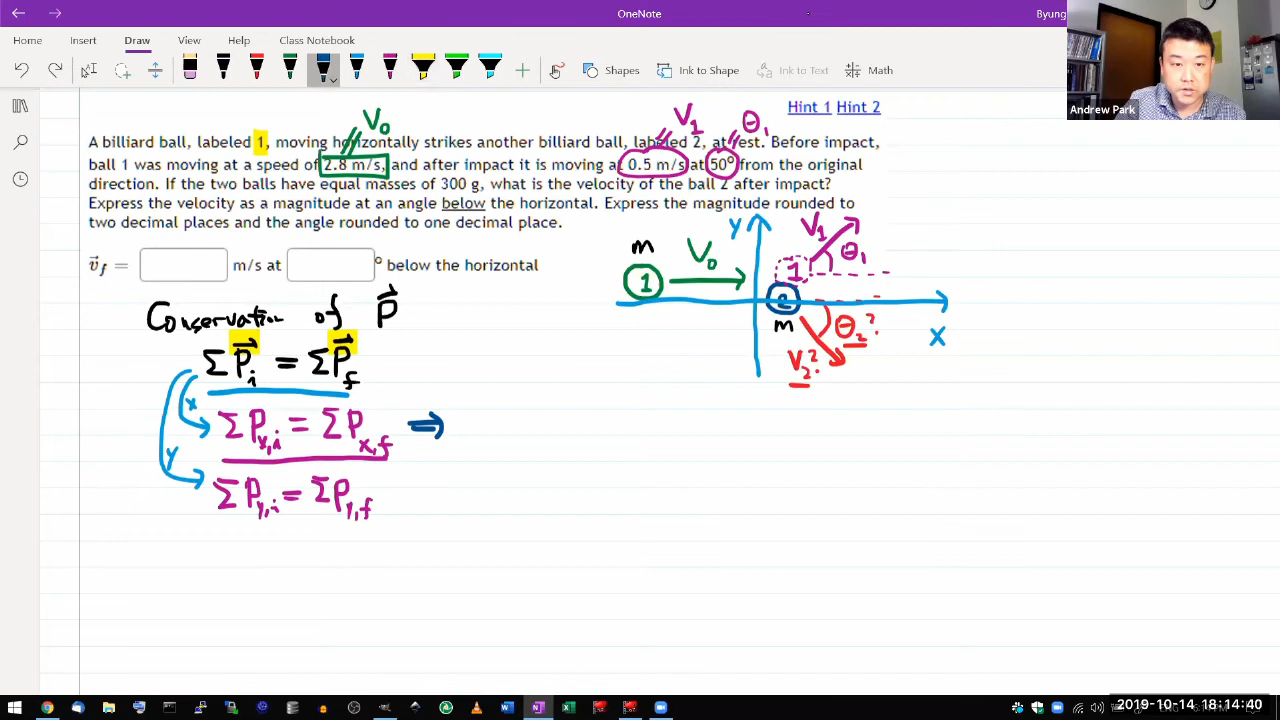 OneNote
Byung
Home Insert Draw View Help Class Notebook
Shapes Ink to Shape Ink to Text Math
Andrew Park
Hint 1 Hint 2
V₀ V₁ θ₁
A billiard ball, labeled 1, moving horizontally strikes another billiard ball, labeled 2, at rest. Before impact,
ball 1 was moving at a speed of 2.8 m/s, and after impact it is moving at 0.5 m/s at 50° from the original
direction. If the two balls have equal masses of 300 g, what is the velocity of the ball 2 after impact?
Express the velocity as a magnitude at an angle below the horizontal. Express the magnitude rounded to
two decimal places and the angle rounded to one decimal place.
m V₀ y V₁ θ₁
1 1
v⃗f = m/s at ° below the horizontal
2
m θ₂?
x
V₂?
Conservation of P⃗
ΣP⃗i = ΣP⃗f
x ΣPx,i = ΣPx,f ⇒
y ΣPy,i = ΣPy,f
2019-10-14 18:14:40